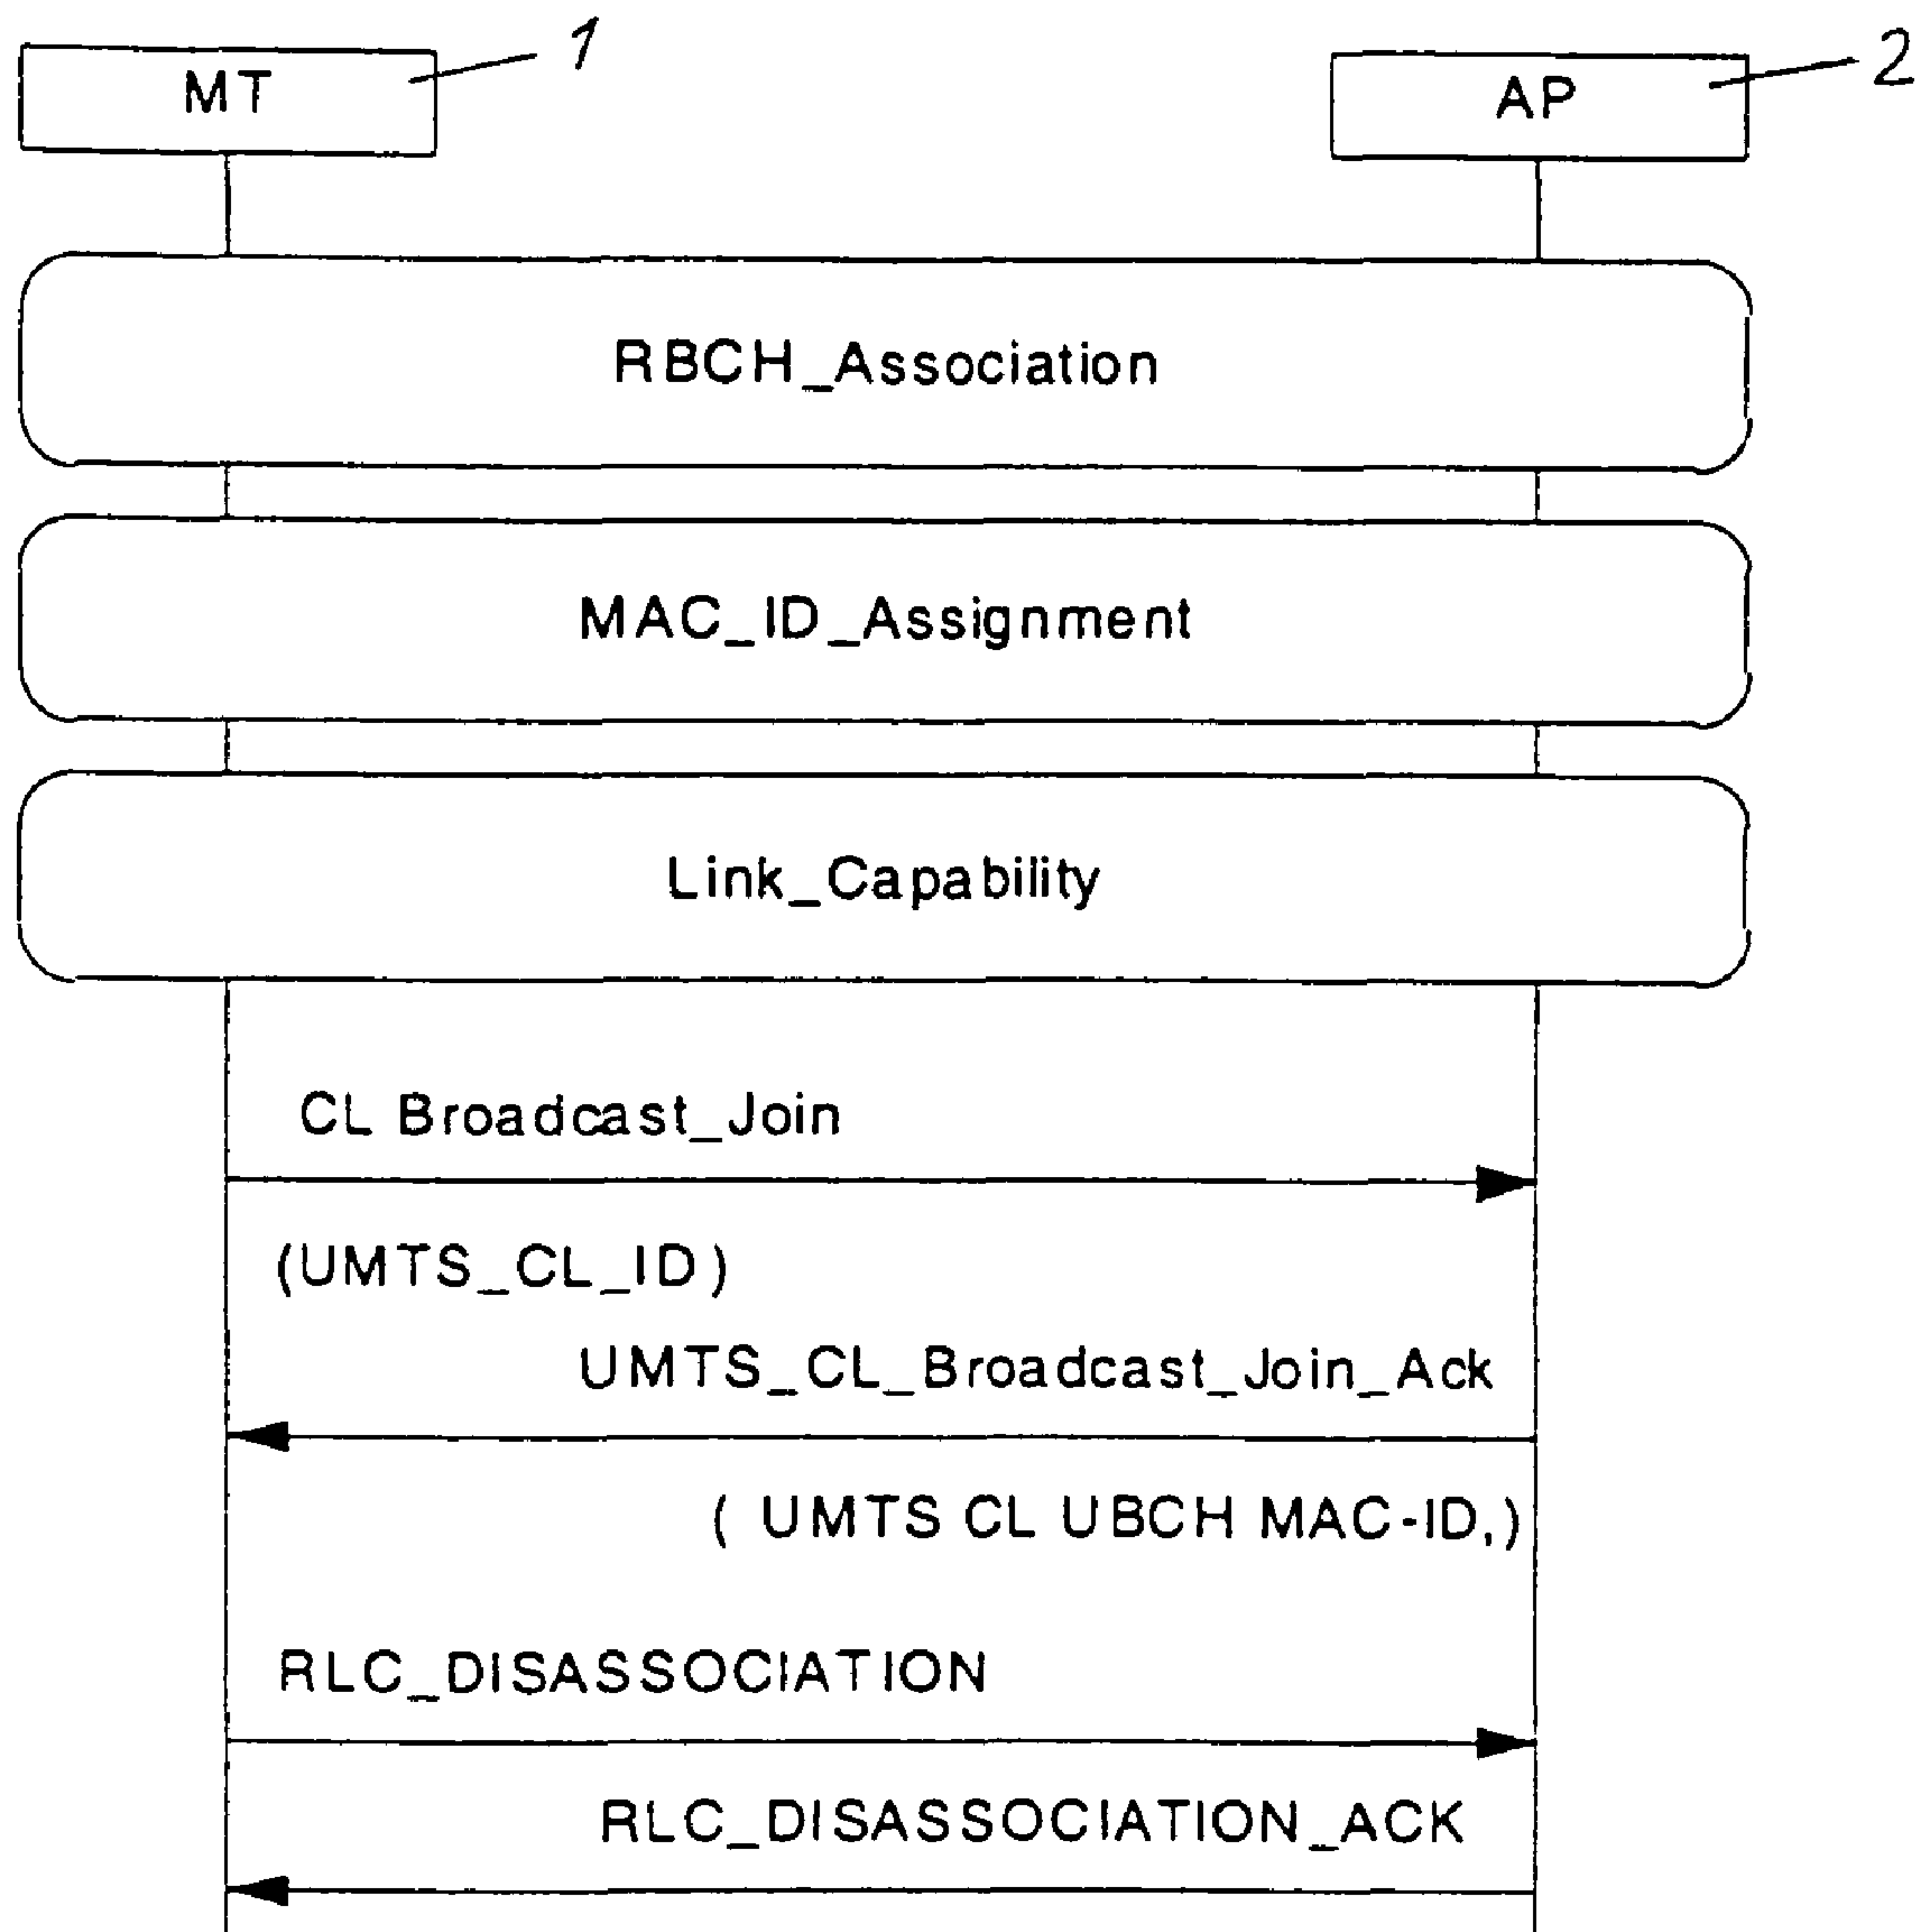 MT 1 AP 2
RBCH_Association
MAC_ID_Assignment
Link_Capability
CL Broadcast_Join
(UMTS_CL_ID)
UMTS_CL_Broadcast_Join_Ack
( UMTS CL UBCH MAC-ID,)
RLC_DISASSOCIATION
RLC_DISASSOCIATION_ACK